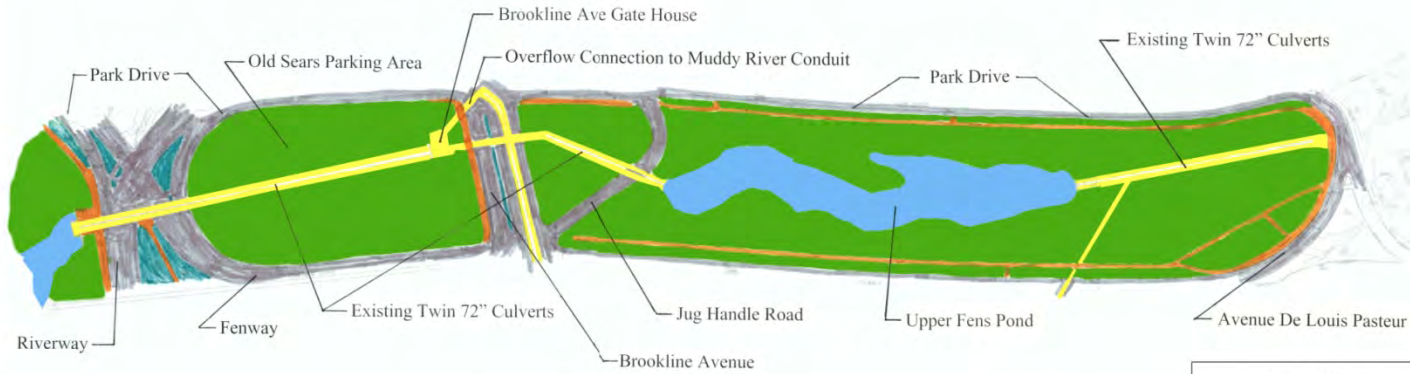 Brookline Ave Gate House
Old Sears Parking Area
Overflow Connection to Muddy River Conduit
Existing Twin 72” Culverts
Park Drive
Park Drive
Riverway
Fenway
Existing Twin 72” Culverts
Jug Handle Road
Upper Fens Pond
Avenue De Louis Pasteur
Brookline Avenue